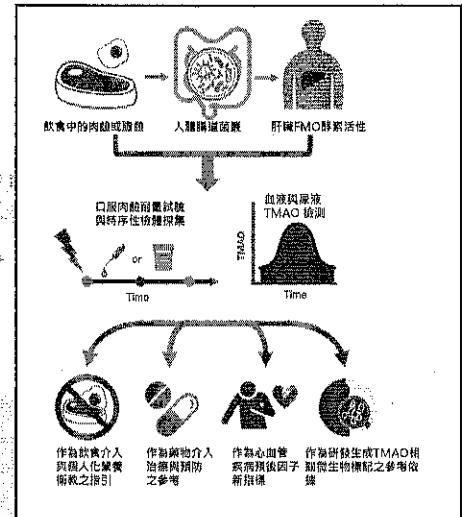 飲食中的肉鹼或膽鹼
人體腸道菌叢
肝臟FMO酵素活性
口服肉鹼耐量試驗
與時序性檢體採集
or
Time
血液與尿液
TMAO 檢測
TMAO
Time
作為飲食介入
與個人化營養
衛教之指引
作為藥物介入
治療與預防
之參考
作為心血管
疾病預後因子
新指標
作為研發生成TMAO相
關微生物標記之參考依
據